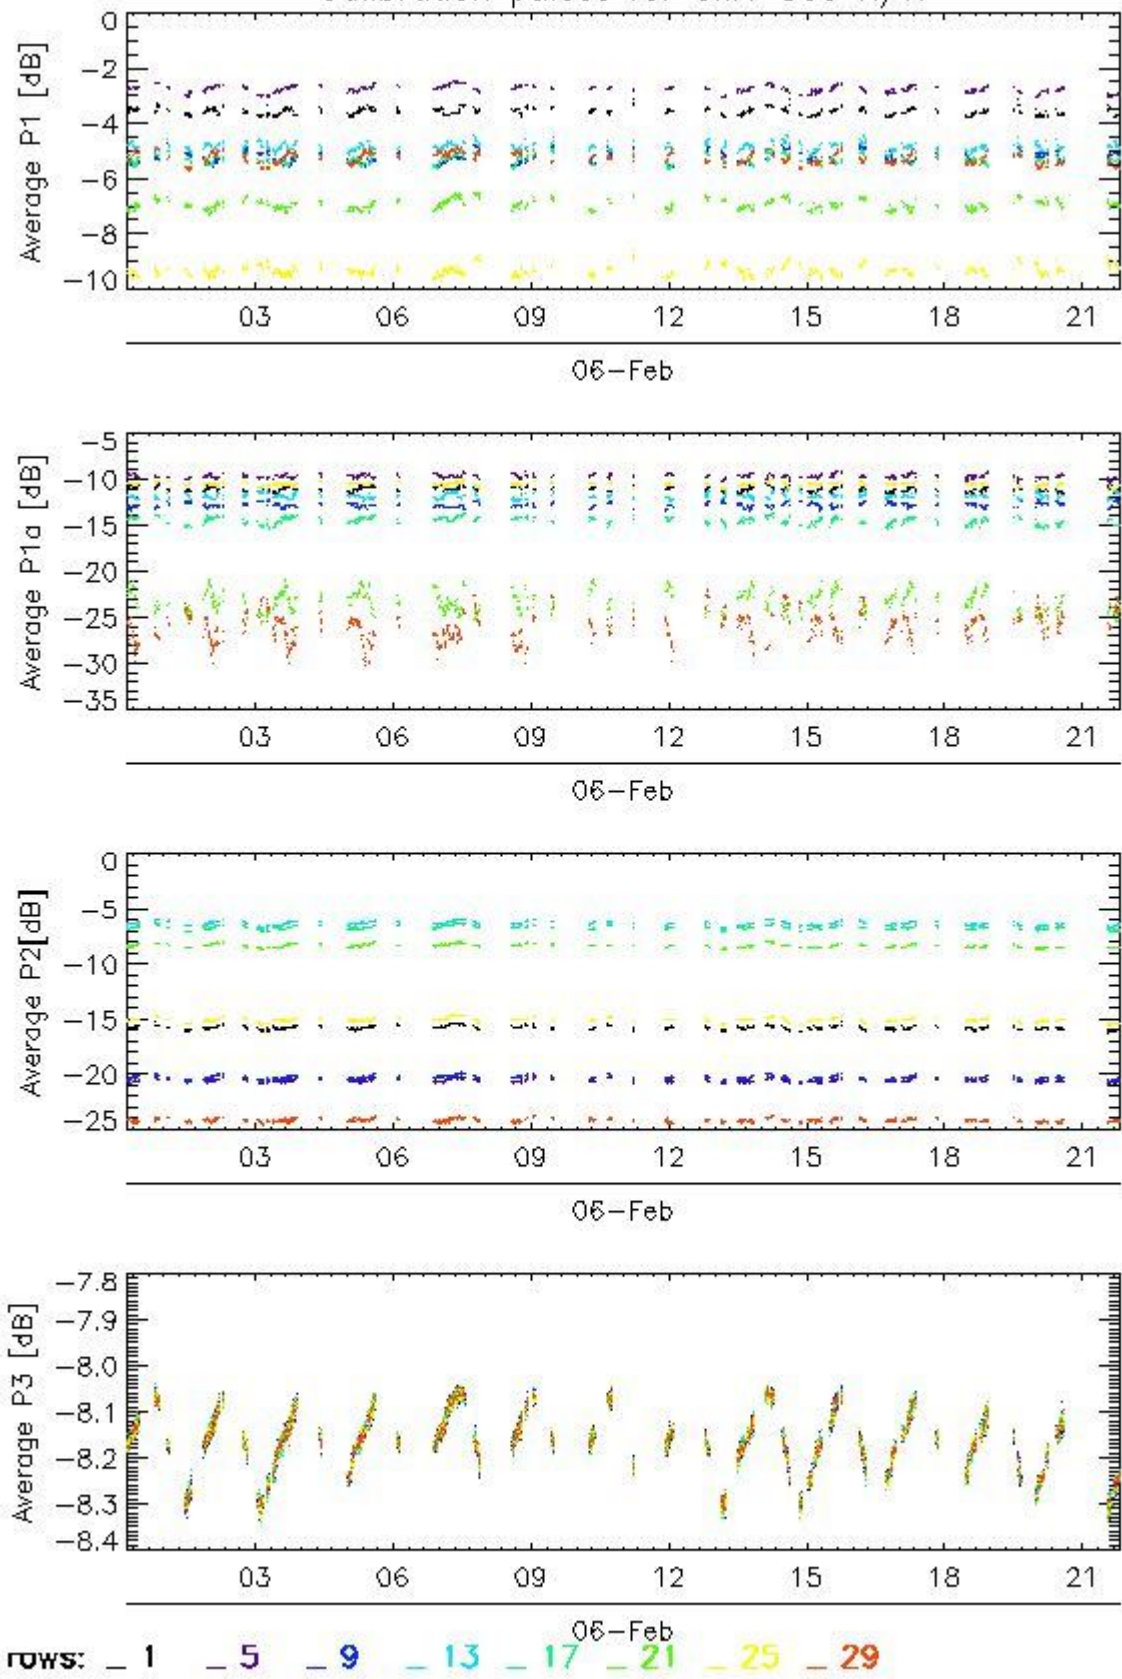 0
-2
-4
-6
-8
-10
Average P1 [dB]
03 06 09 12 15 18 21
06-Feb
-5
-10
-15
-20
-25
-30
-35
Average P1a [dB]
03 06 09 12 15 18 21
06-Feb
0
-5
-10
-15
-20
-25
Average P2[dB]
03 06 09 12 15 18 21
06-Feb
-7.8
-7.9
-8.0
-8.1
-8.2
-8.3
-8.4
Average P3 [dB]
03 06 09 12 15 18 21
06-Feb
rows: _ 1 _ 5 _ 9 _ 13 _ 17 _ 21 _ 25 _ 29